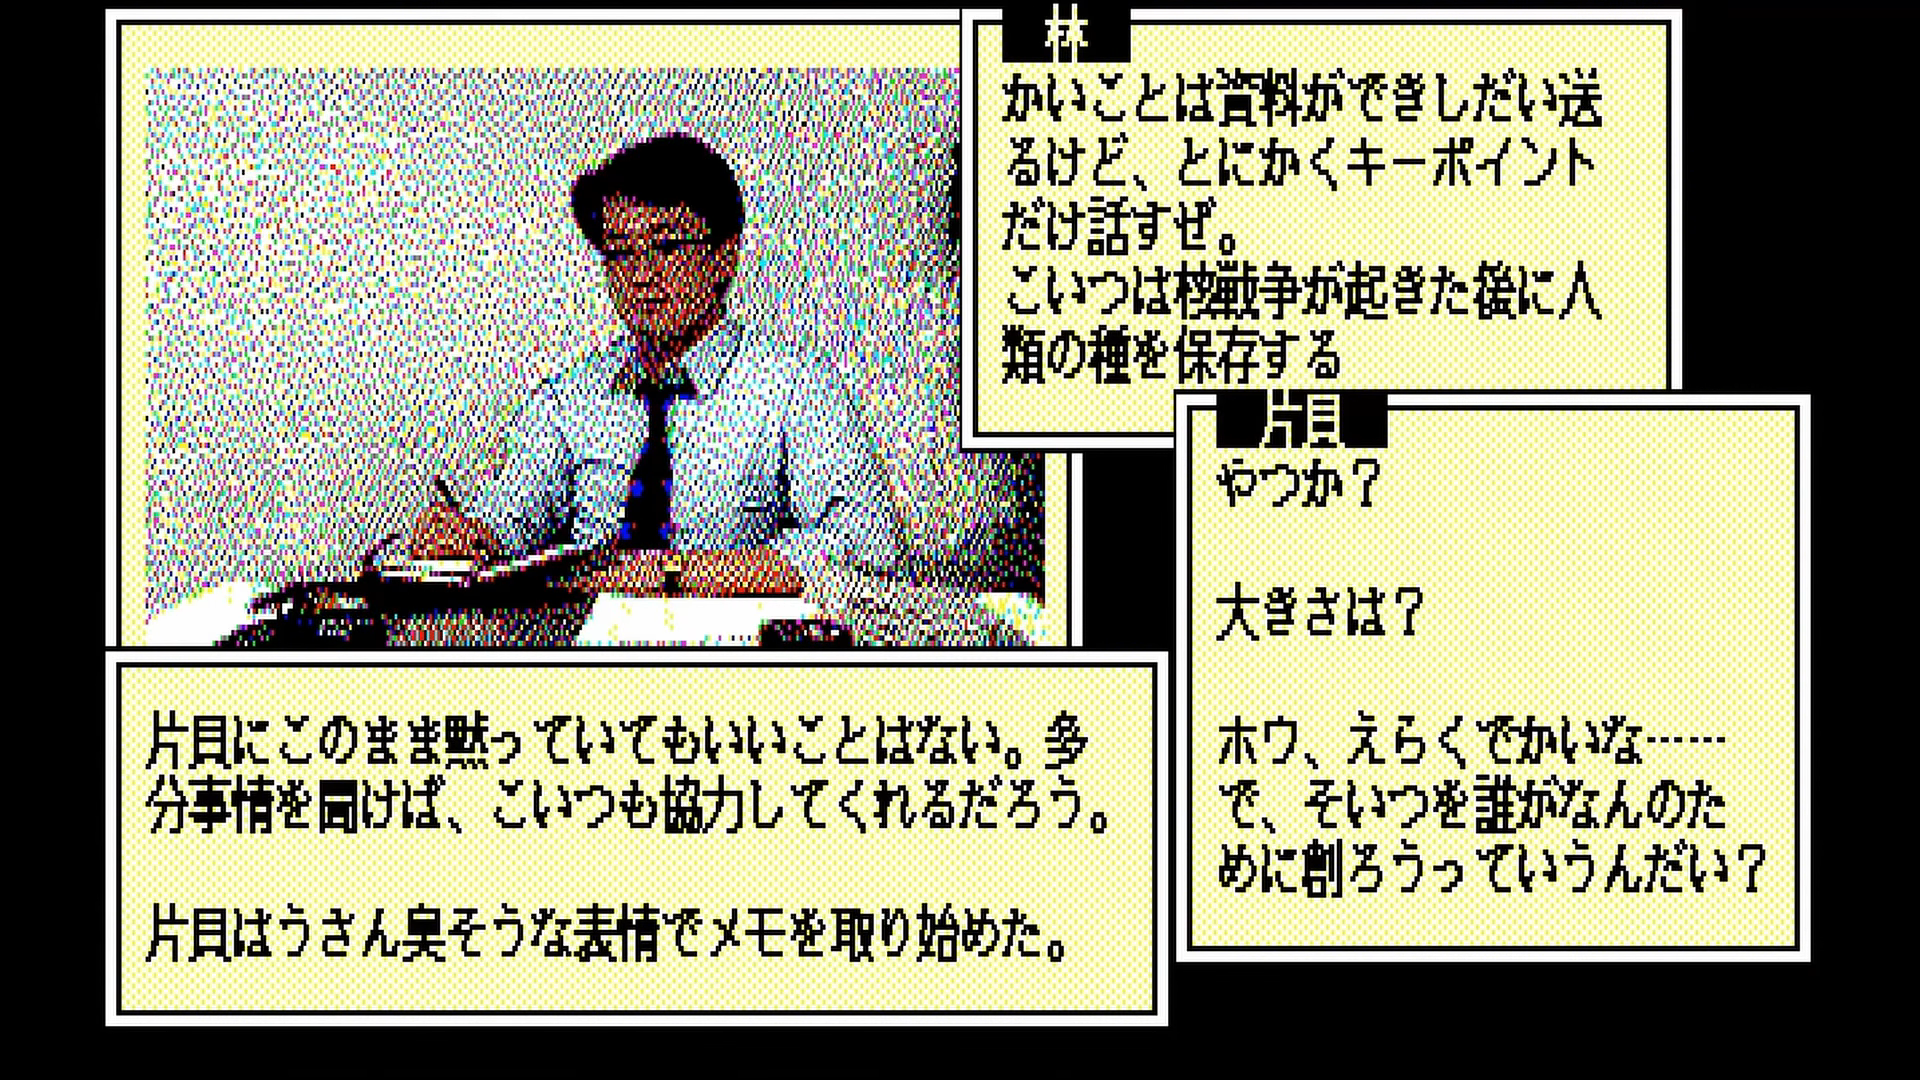 林
かいことは資料ができしだい送
るけど、とにかくキーポイント
だけ話すぜ。
こいつは核戦争が起きた後に人
類の種を保存する
片貝
やつか？
大きさは？
ホウ、えらくでかいな……
で、そいつを誰がなんのた
めに創ろうっていうんだい？
片貝にこのまま黙っていてもいいことはない。多
分事情を聞けば、こいつも協力してくれるだろう。
片貝はうさん臭そうな表情でメモを取り始めた。